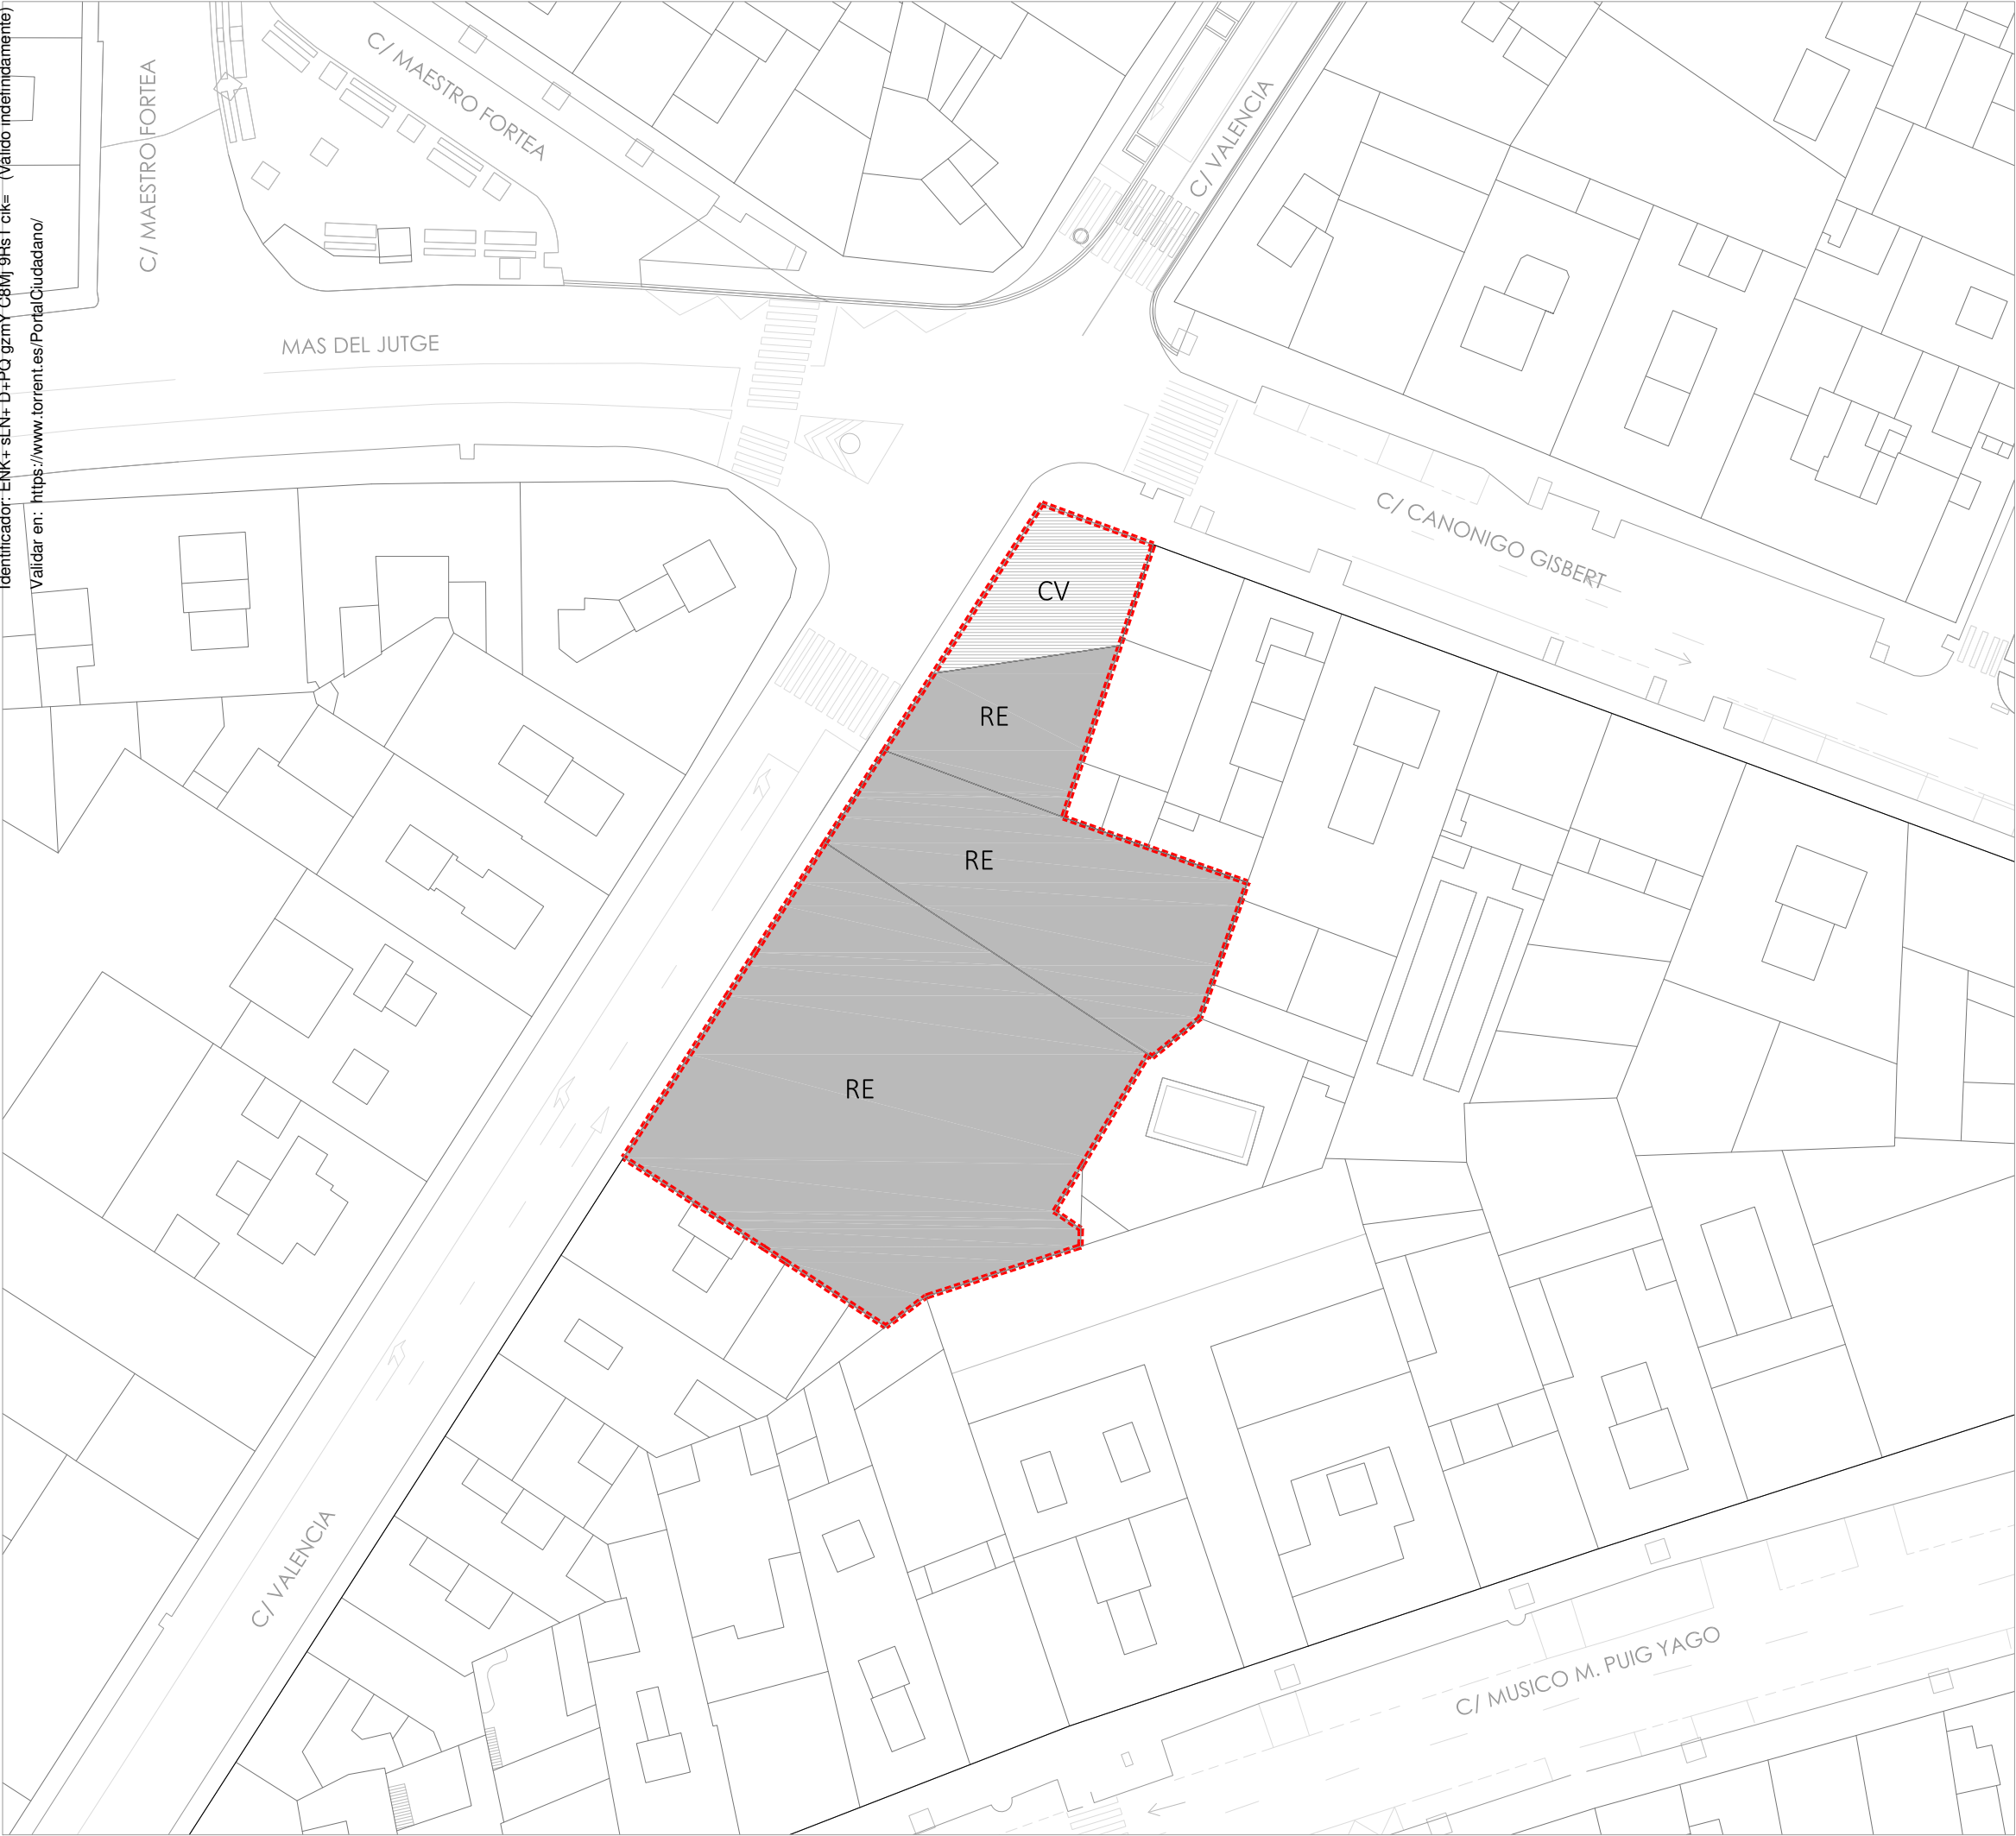 Identificador: ENK+ sLN+ D+PQ gzmY C8Mj 9RsT cik= (Válido indefinidamente)
Validar en: https://www.torrent.es/PortalCiudadano/
C/ MAESTRO FORTEA
C/ MAESTRO FORTEA
C/ VALENCIA
MAS DEL JUTGE
C/ CANONIGO GISBERT
CV
RE
RE
RE
C/ VALENCIA
C/ MUSICO M. PUIG YAGO